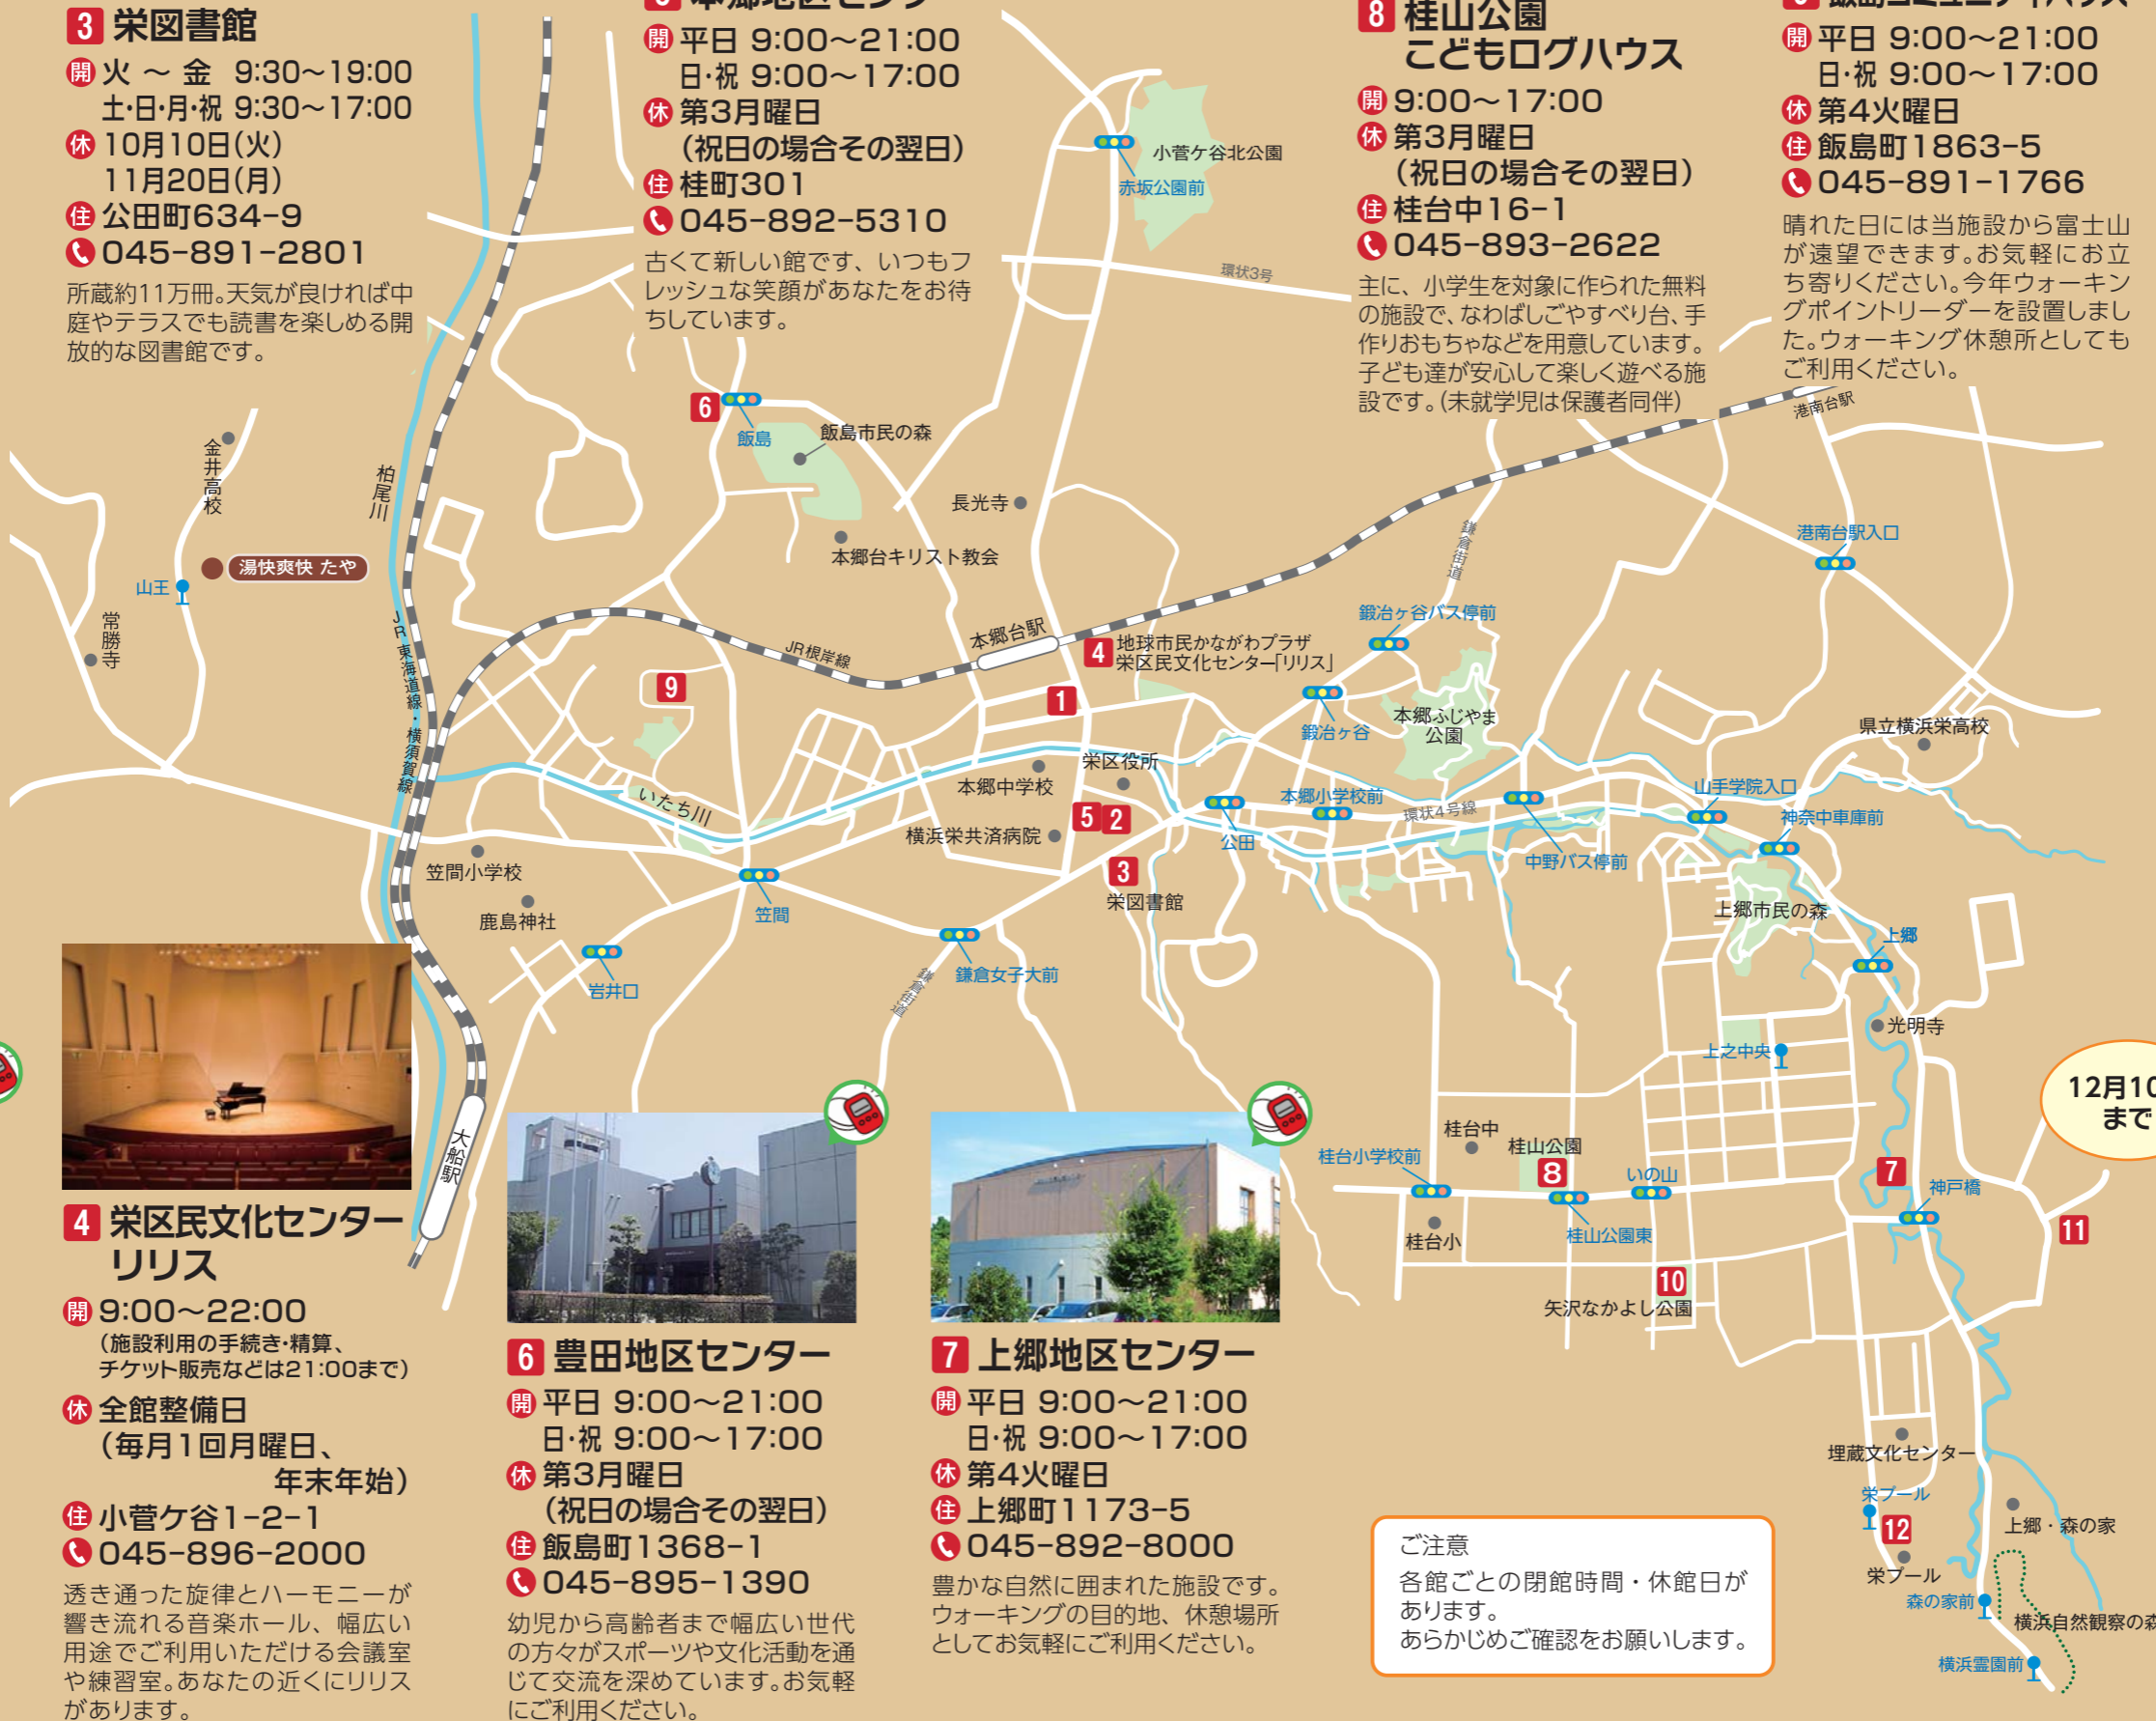 3 栄図書館
開 火 ～ 金 9:30～19:00
土・日・月・祝 9:30～17:00
休 10月10日(火)
11月20日(月)
住 公田町634-9
045-891-2801
所蔵約11万冊。天気が良ければ中
庭やテラスでも読書を楽しめる開
放的な図書館です。
開 平日 9:00～21:00
日・祝 9:00～17:00
休 第3月曜日
(祝日の場合その翌日)
住 桂町301
045-892-5310
古くて新しい館です、いつもフ
レッシュな笑顔があなたをお待
ちしています。
8 桂山公園
こどもログハウス
開 9:00～17:00
休 第3月曜日
(祝日の場合その翌日)
住 桂台中16-1
045-893-2622
主に、小学生を対象に作られた無料
の施設で、なわばしごやすべり台、手
作りおもちゃなどを用意しています。
子ども達が安心して楽しく遊べる施
設です。(未就学児は保護者同伴)
開 平日 9:00～21:00
日・祝 9:00～17:00
休 第4火曜日
住 飯島町1863-5
045-891-1766
晴れた日には当施設から富士山
が遠望できます。お気軽にお立
ち寄りください。今年ウォーキン
グポイントリーダーを設置しまし
た。ウォーキング休憩所としても
ご利用ください。
小菅ケ谷北公園
赤坂公園前
環状3号
港南台駅
6
飯島
飯島市民の森
金井高校
柏尾川
長光寺
本郷台キリスト教会
鎌倉街道
港南台駅入口
湯快爽快 たや
山王
常勝寺
JR東海道線・横須賀線
JR根岸線
本郷台駅
4 地球市民かながわプラザ
栄区民文化センター「リリス」
鍛冶ヶ谷バス停前
9
1
鍛冶ヶ谷
本郷ふじやま
公園
県立横浜栄高校
いたち川
本郷中学校
栄区役所
本郷小学校前
環状4号線
山手学院入口
神奈中車庫前
5 2
横浜栄共済病院
公田
中野バス停前
笠間小学校
3
栄図書館
鹿島神社
笠間
上郷市民の森
上郷
岩井口
鎌倉街道
鎌倉女子大前
光明寺
上之中央
12月10
まで
大船駅
桂台中
桂山公園
桂台小学校前
8
いの山
7
神戸橋
桂台小
桂山公園東
11
10
矢沢なかよし公園
埋蔵文化センター
栄プール
12
上郷・森の家
栄プール
森の家前
横浜自然観察の森
横浜霊園前
4 栄区民文化センター
リリス
開 9:00～22:00
(施設利用の手続き・精算、
チケット販売などは21:00まで)
休 全館整備日
(毎月1回月曜日、
年末年始)
住 小菅ケ谷1-2-1
045-896-2000
透き通った旋律とハーモニーが
響き流れる音楽ホール、幅広い
用途でご利用いただける会議室
や練習室。あなたの近くにリリス
があります。
6 豊田地区センター
開 平日 9:00～21:00
日・祝 9:00～17:00
休 第3月曜日
(祝日の場合その翌日)
住 飯島町1368-1
045-895-1390
幼児から高齢者まで幅広い世代
の方々がスポーツや文化活動を通
じて交流を深めています。お気軽
にご利用ください。
7 上郷地区センター
開 平日 9:00～21:00
日・祝 9:00～17:00
休 第4火曜日
住 上郷町1173-5
045-892-8000
豊かな自然に囲まれた施設です。
ウォーキングの目的地、休憩場所
としてお気軽にご利用ください。
ご注意
各館ごとの閉館時間・休館日が
あります。
あらかじめご確認をお願いします。